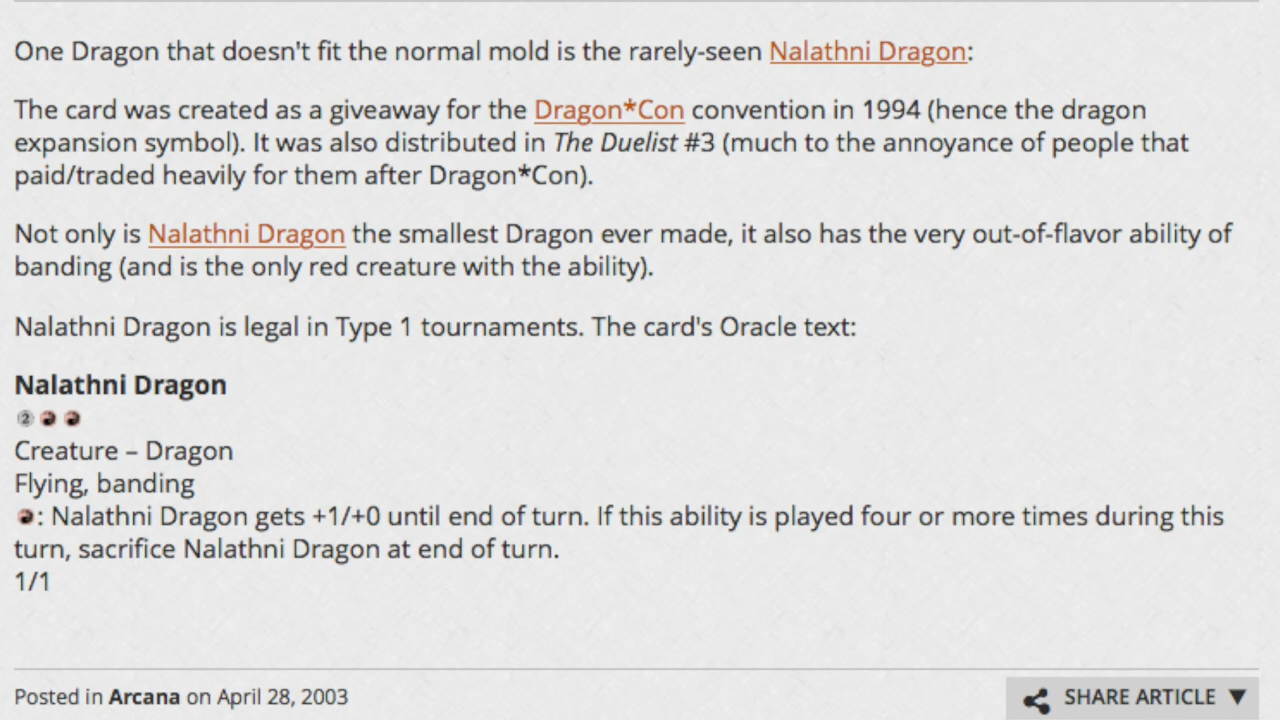 One Dragon that doesn't fit the normal mold is the rarely-seen Nalathni Dragon:
The card was created as a giveaway for the Dragon*Con convention in 1994 (hence the dragon
expansion symbol). It was also distributed in The Duelist #3 (much to the annoyance of people that
paid/traded heavily for them after Dragon*Con).
Not only is Nalathni Dragon the smallest Dragon ever made, it also has the very out-of-flavor ability of
banding (and is the only red creature with the ability).
Nalathni Dragon is legal in Type 1 tournaments. The card's Oracle text:
Nalathni Dragon
2
Creature – Dragon
Flying, banding
: Nalathni Dragon gets +1/+0 until end of turn. If this ability is played four or more times during this
turn, sacrifice Nalathni Dragon at end of turn.
1/1
Posted in Arcana on April 28, 2003
SHARE ARTICLE ▼